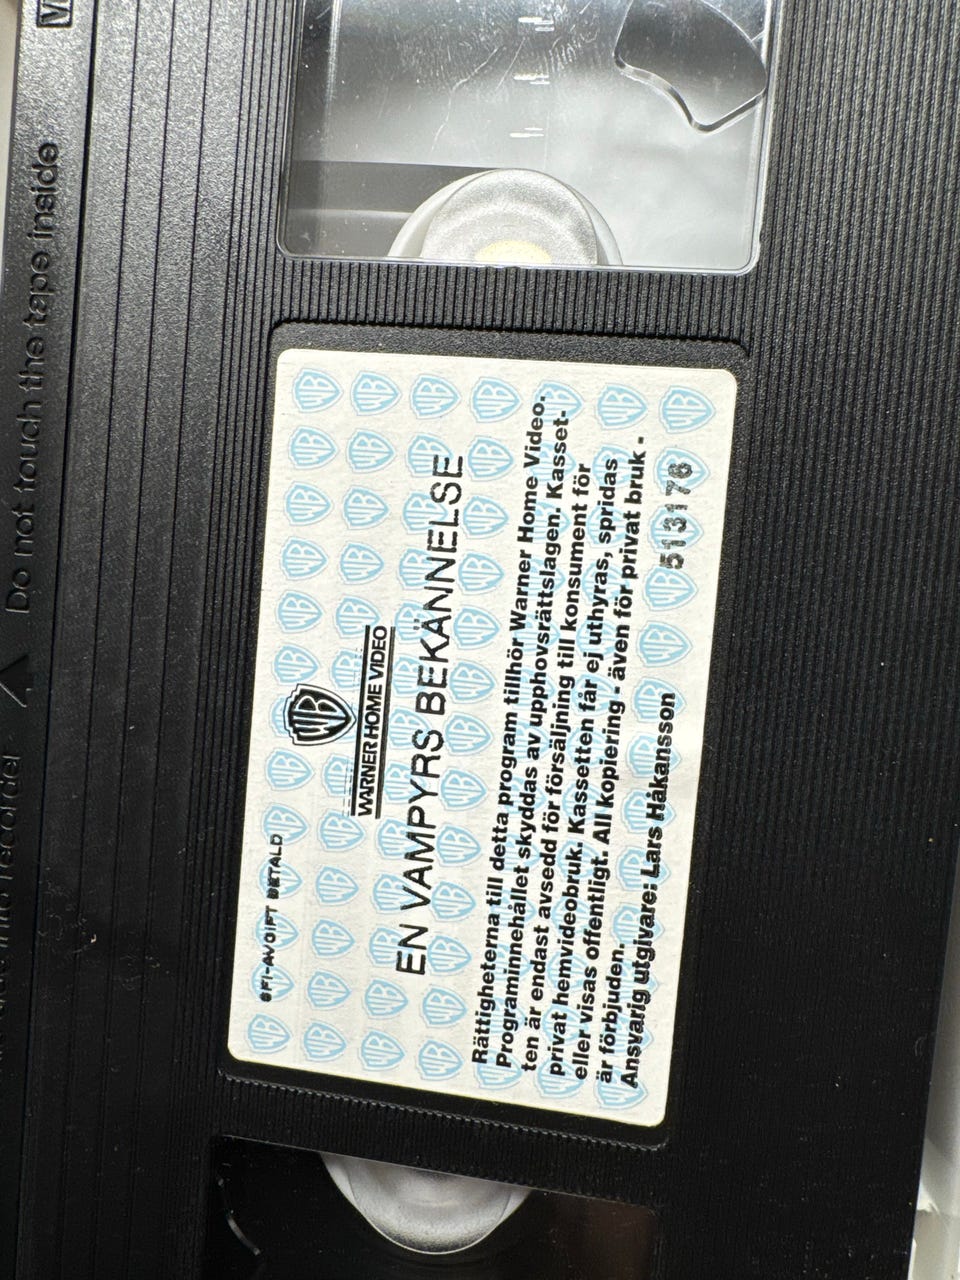 Do not touch the tape inside
SFI-AVGIFT BETALD
WB
WARNER HOME VIDEO
EN VAMPYRS BEKÄNNELSE
Rättigheterna till detta program tillhör Warner Home Video.
Programinnehållet skyddas av upphovsrättslagen. Kasset-
ten är endast avsedd för försäljning till konsument för
privat hemvideobruk. Kassetten får ej uthyras, spridas
eller visas offentligt. All kopiering - även för privat bruk -
är förbjuden.
Ansvarig utgivare: Lars Håkansson
513176